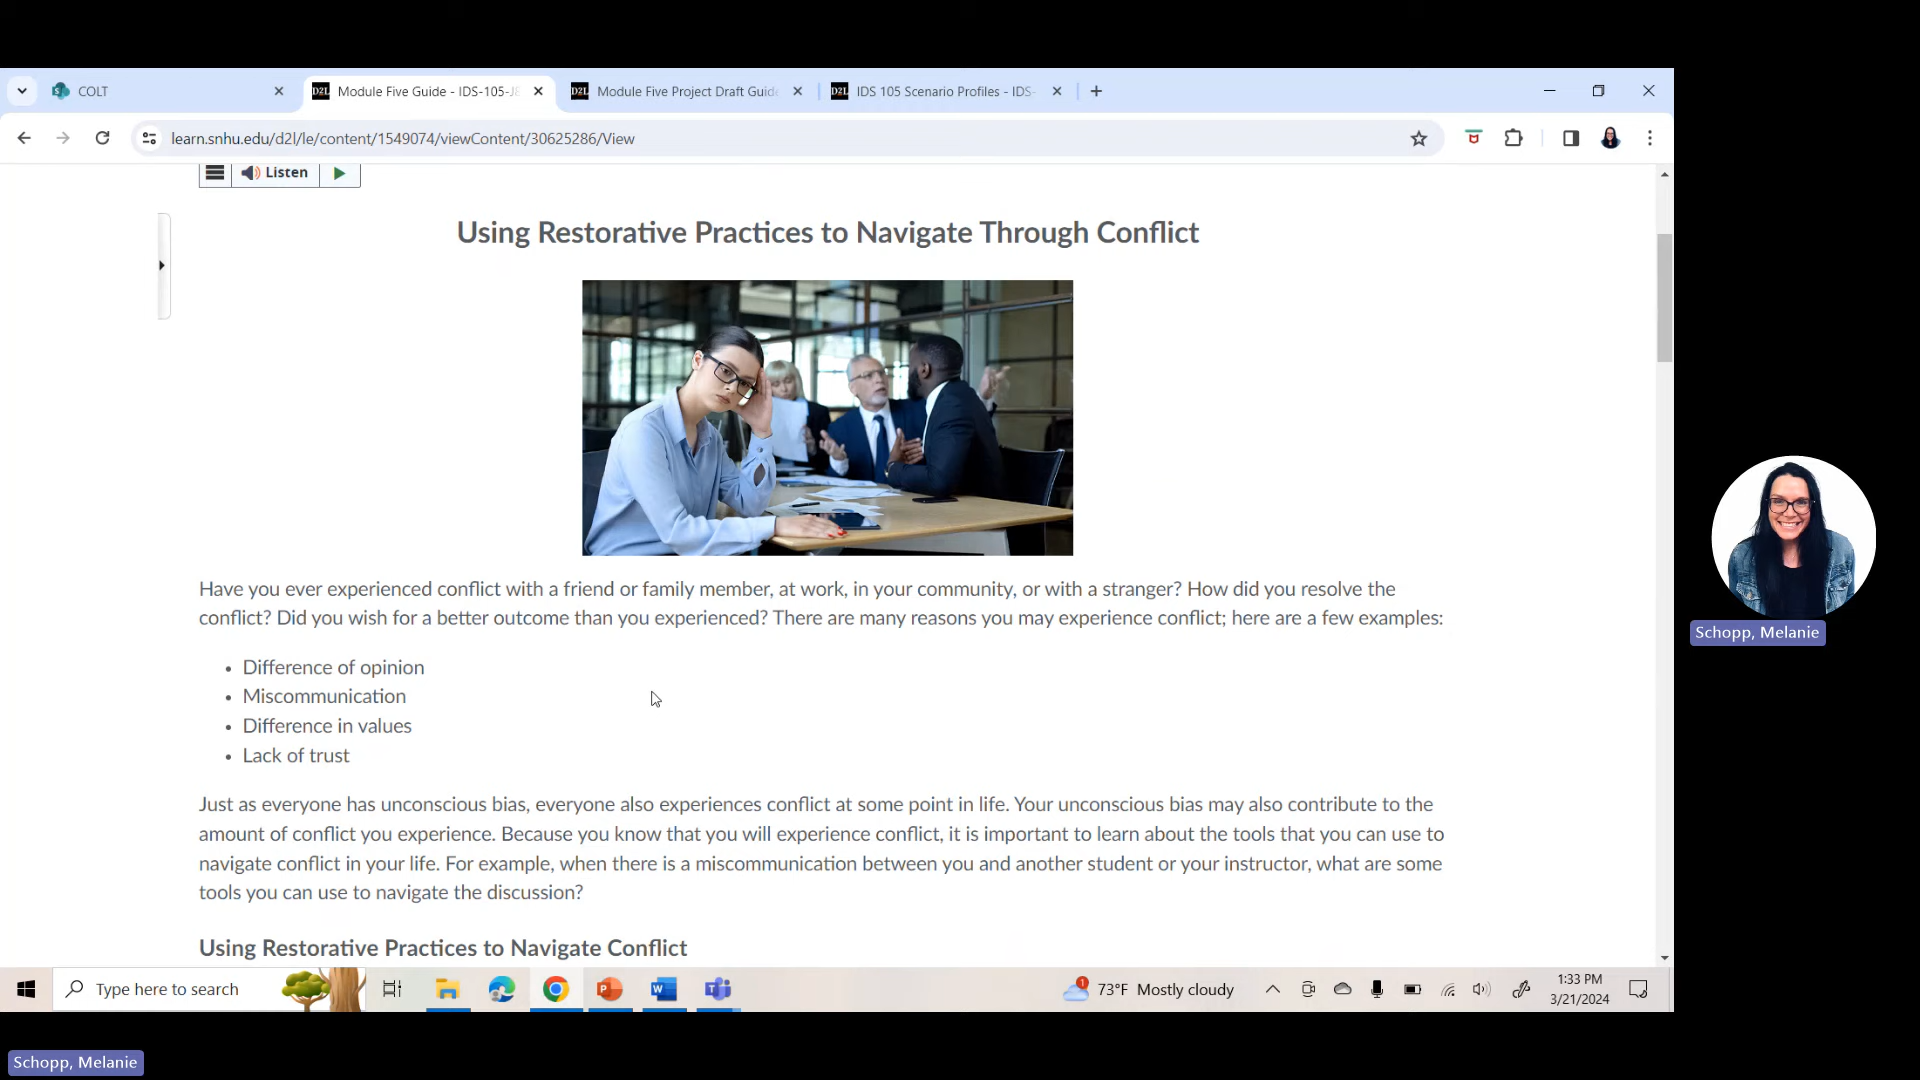 COLT
Module Five Guide - IDS-105-J8
Module Five Project Draft Guide
IDS 105 Scenario Profiles - IDS-
learn.snhu.edu/d2l/le/content/1549074/viewContent/30625286/View
Listen
Using Restorative Practices to Navigate Through Conflict
Have you ever experienced conflict with a friend or family member, at work, in your community, or with a stranger? How did you resolve the
conflict? Did you wish for a better outcome than you experienced? There are many reasons you may experience conflict; here are a few examples:
• Difference of opinion
• Miscommunication
• Difference in values
• Lack of trust
Just as everyone has unconscious bias, everyone also experiences conflict at some point in life. Your unconscious bias may also contribute to the
amount of conflict you experience. Because you know that you will experience conflict, it is important to learn about the tools that you can use to
navigate conflict in your life. For example, when there is a miscommunication between you and another student or your instructor, what are some
tools you can use to navigate the discussion?
Using Restorative Practices to Navigate Conflict
Schopp, Melanie
Type here to search
1
73°F Mostly cloudy
1:33 PM
3/21/2024
Schopp, Melanie